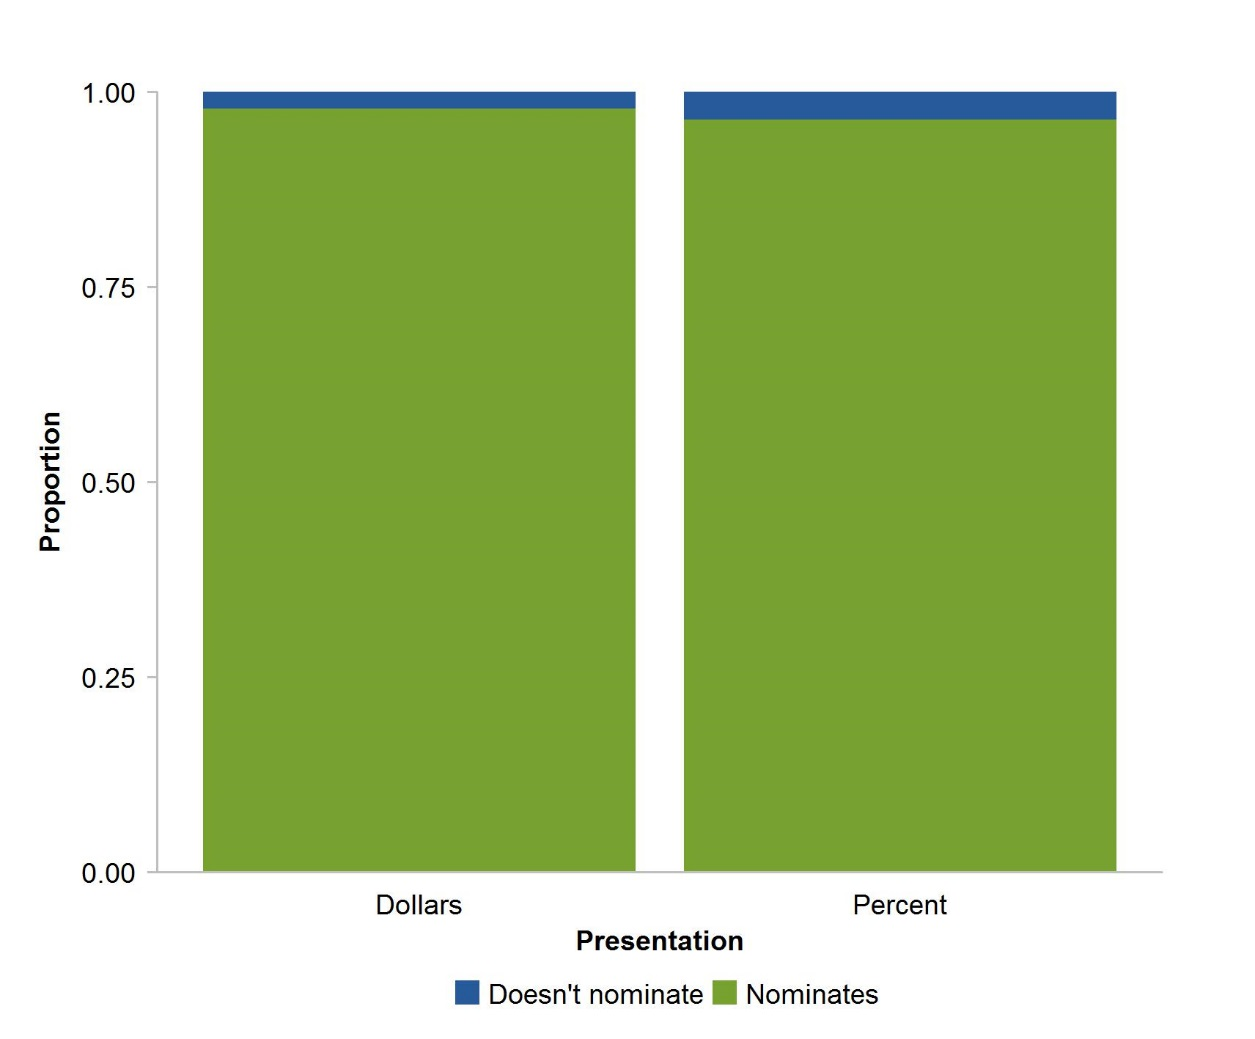 1.00
0.75
0.50
0.25
0.00
Proportion
Dollars Percent
Presentation
Doesn't nominate Nominates